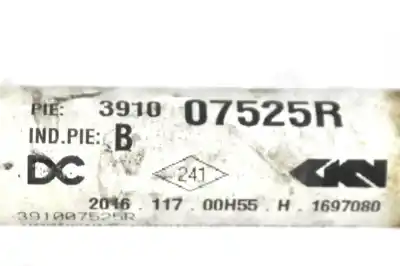 PIE: 3910 07525R
IND.PIE: B
DC 241 GKN
2016 . 117 . 00H55 . H . 1697080
391007525R